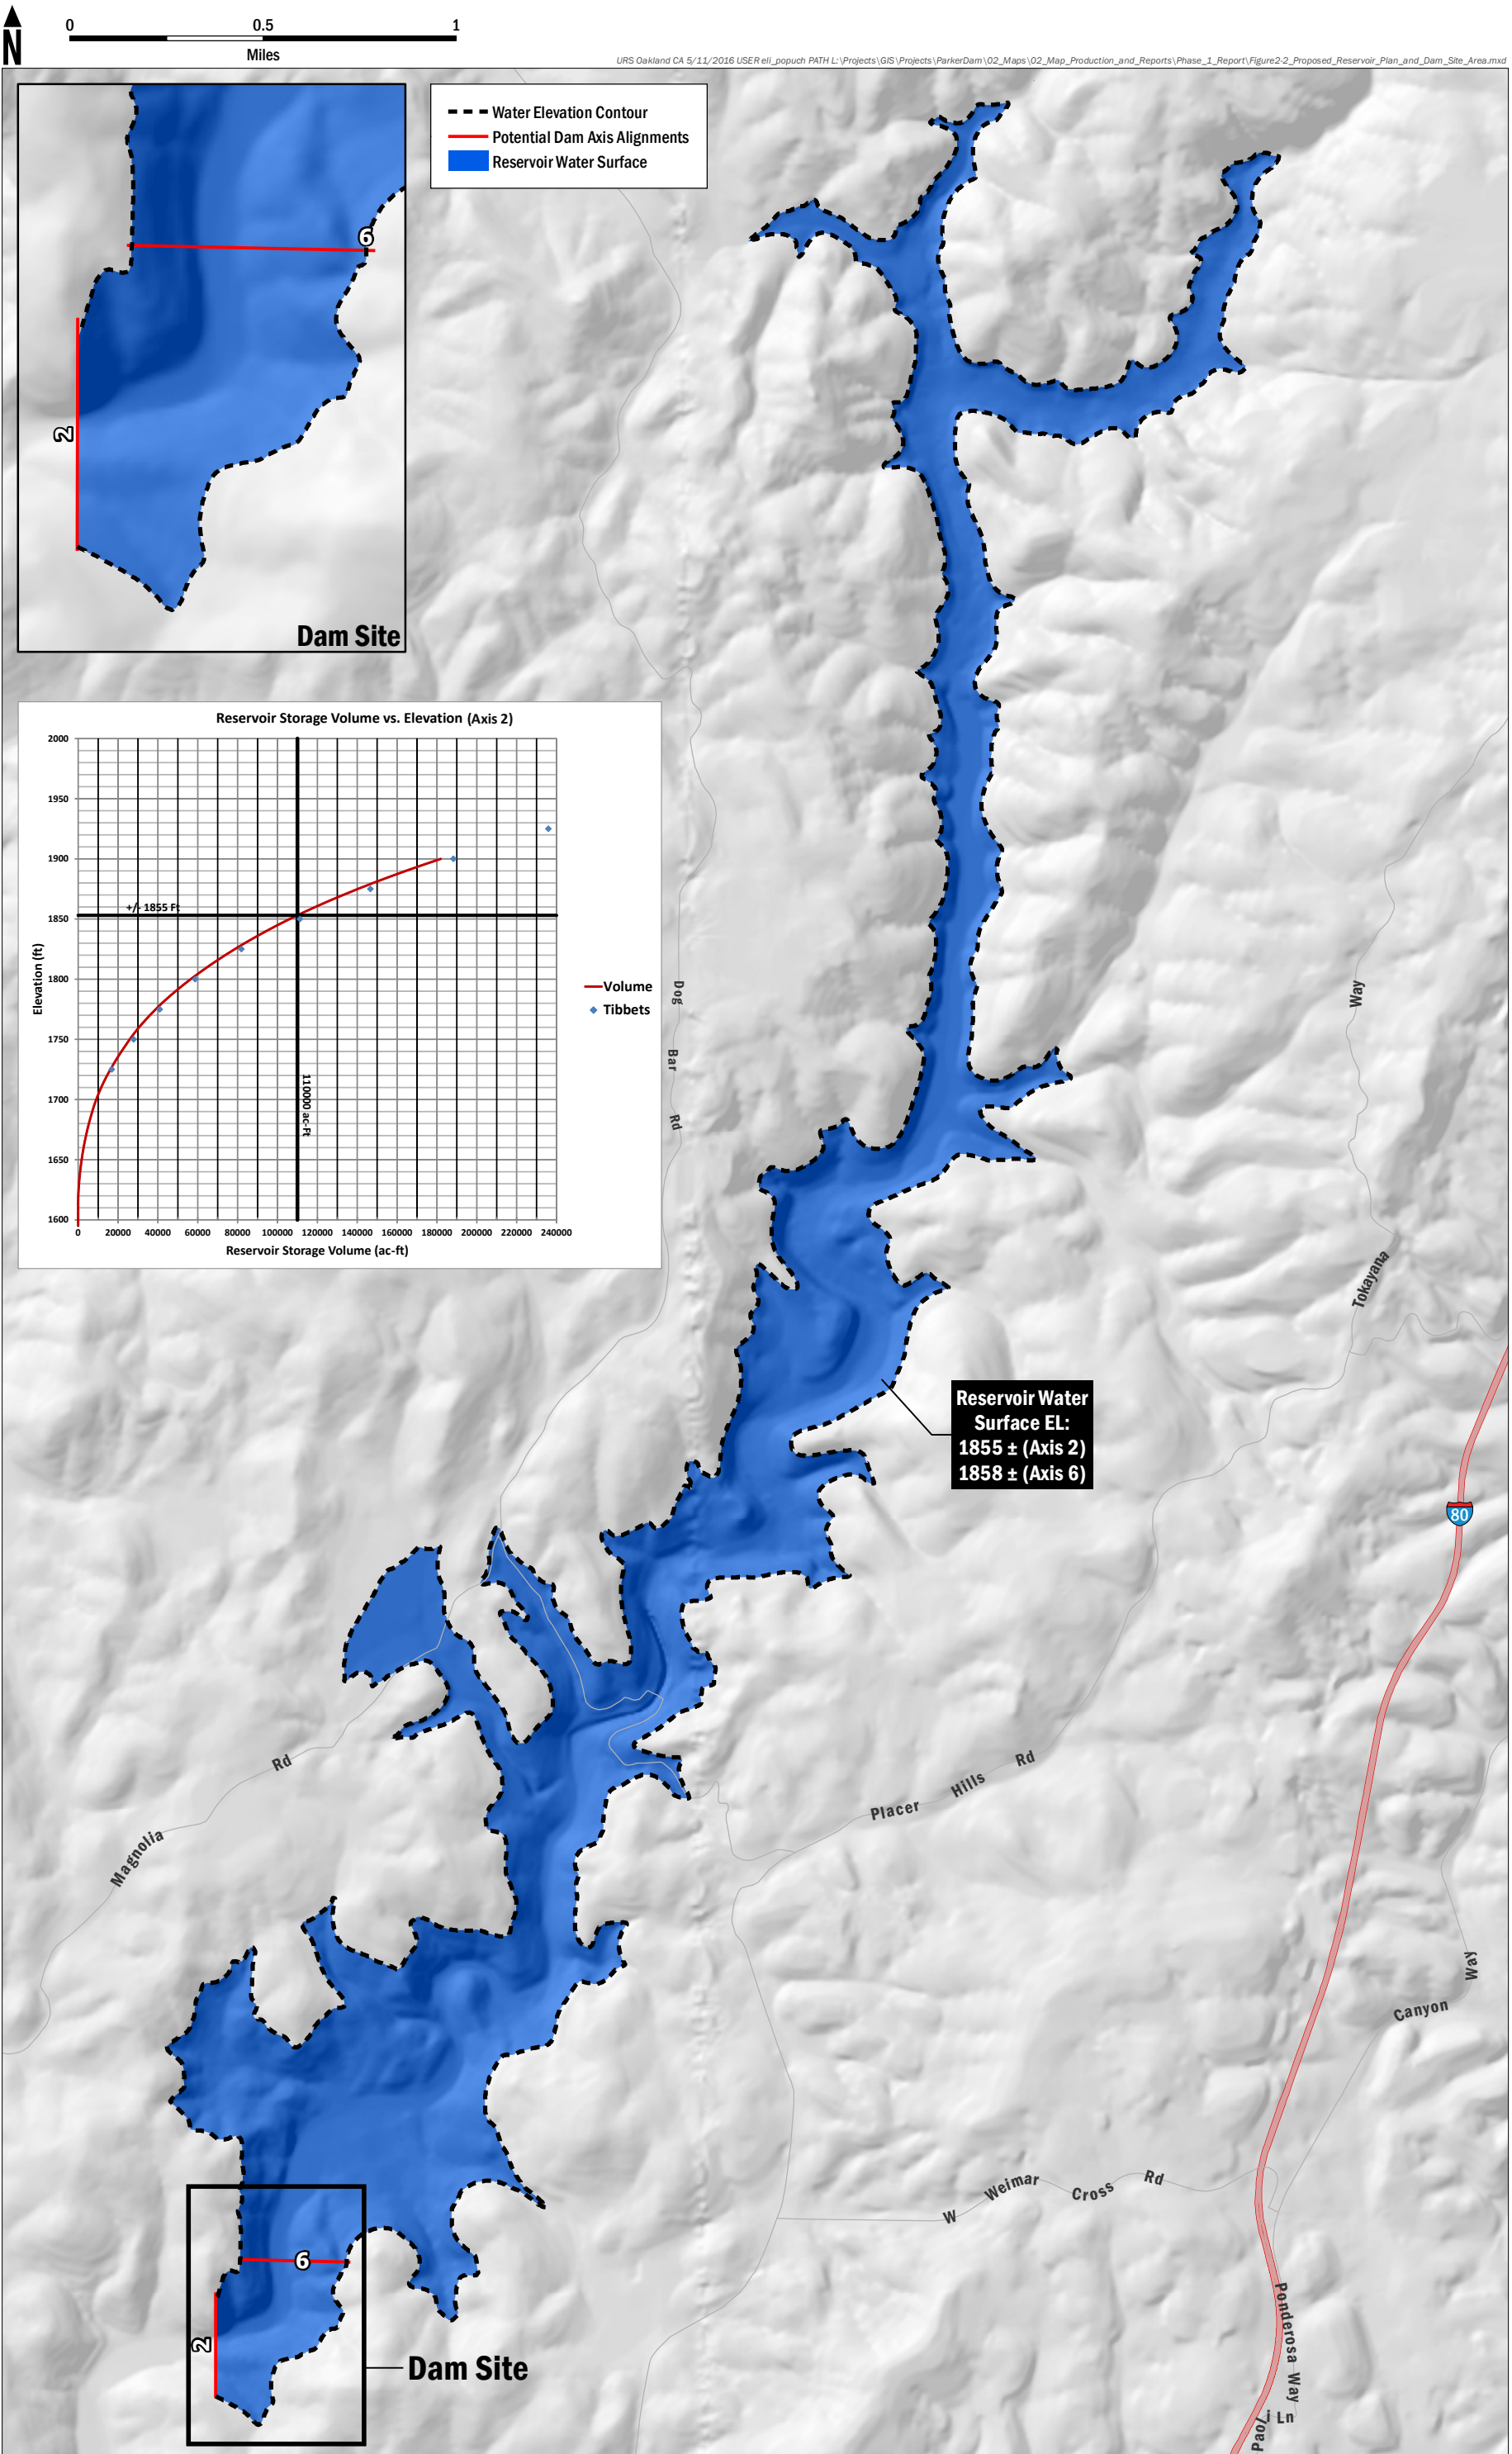 0 0.5 1
Miles
N
URS Oakland CA 5/11/2016 USER eli_popuch PATH L:\Projects\GIS\Projects\ParkerDam\02_Maps\02_Map_Production_and_Reports\Phase_1_Report\Figure2-2_Proposed_Reservoir_Plan_and_Dam_Site_Area.mxd
Water Elevation Contour
Potential Dam Axis Alignments
Reservoir Water Surface
6
2
Dam Site
Reservoir Storage Volume vs. Elevation (Axis 2)
2000
1950
1900
1850
1800
1750
1700
1650
1600
Elevation (ft)
+/- 1855 Ft
110000 ac-Ft
Volume
Tibbets
0 20000 40000 60000 80000 100000 120000 140000 160000 180000 200000 220000 240000
Reservoir Storage Volume (ac-ft)
Dog Bar Rd
Way
Tokayana
Reservoir Water
Surface EL:
1855 ± (Axis 2)
1858 ± (Axis 6)
80
Magnolia Rd
Placer Hills Rd
Canyon Way
W Weimar Cross Rd
6
2
Dam Site
Ponderosa Way
Paoli Ln